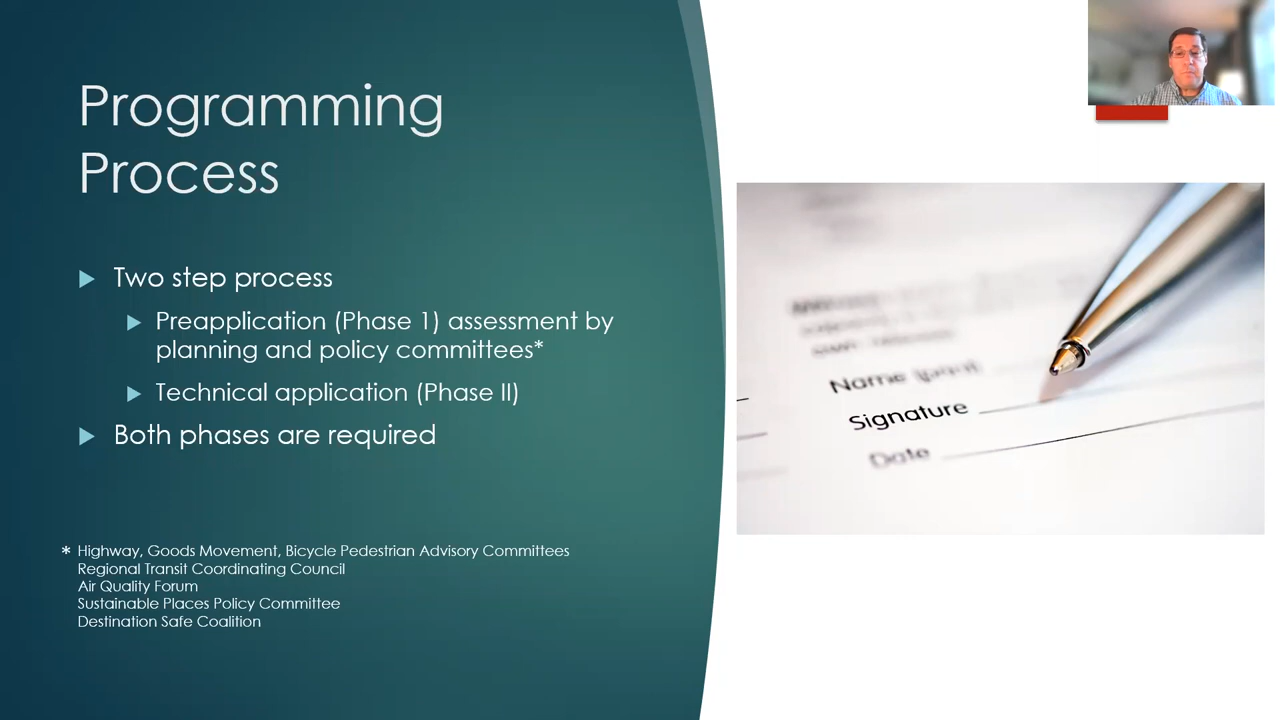 Programming
Process
Two step process
Preapplication (Phase 1) assessment by
planning and policy committees*
Technical application (Phase II)
Both phases are required
* Highway, Goods Movement, Bicycle Pedestrian Advisory Committees
Regional Transit Coordinating Council
Air Quality Forum
Sustainable Places Policy Committee
Destination Safe Coalition
Name (print)
Signature
Date